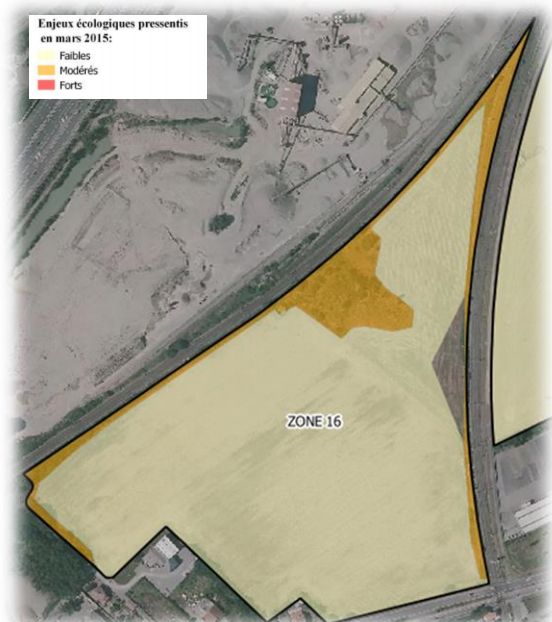 Enjeux écologiques pressentis
en mars 2015:
Faibles
Modérés
Forts
ZONE 16